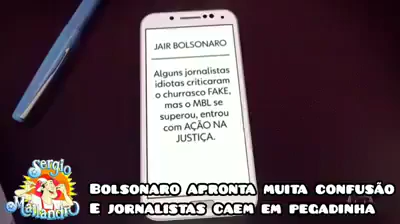 JAIR BOLSONARO
Alguns jornalistas
idiotas criticaram
o churrasco FAKE,
mas o MBL se
superou, entrou
com AÇÃO NA
JUSTIÇA.
Sergio
Malandro
BOLSONARO APRONTA MUITA CONFUSÃO
E JORNALISTAS CAEM EM PEGADINHA